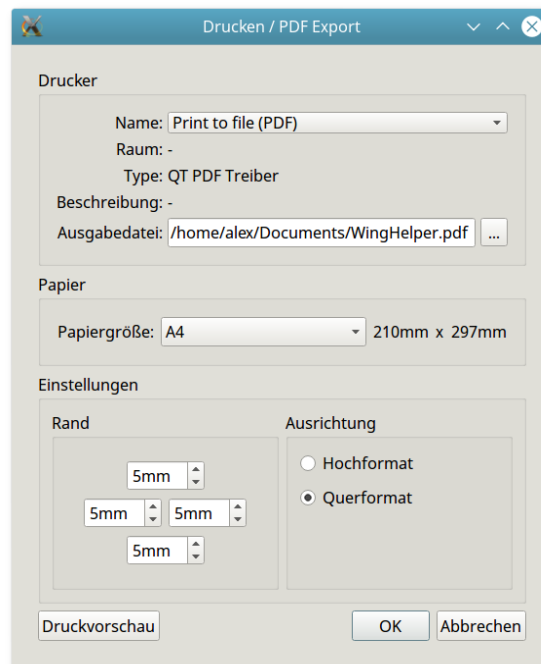 Drucken / PDF Export
Drucker
Name: Print to file (PDF)
Raum: -
Type: QT PDF Treiber
Beschreibung: -
Ausgabedatei: /home/alex/Documents/WingHelper.pdf ...
Papier
Papiergröße: A4 210mm x 297mm
Einstellungen
Rand
5mm
5mm 5mm
5mm
Ausrichtung
Hochformat
Querformat
Druckvorschau OK Abbrechen